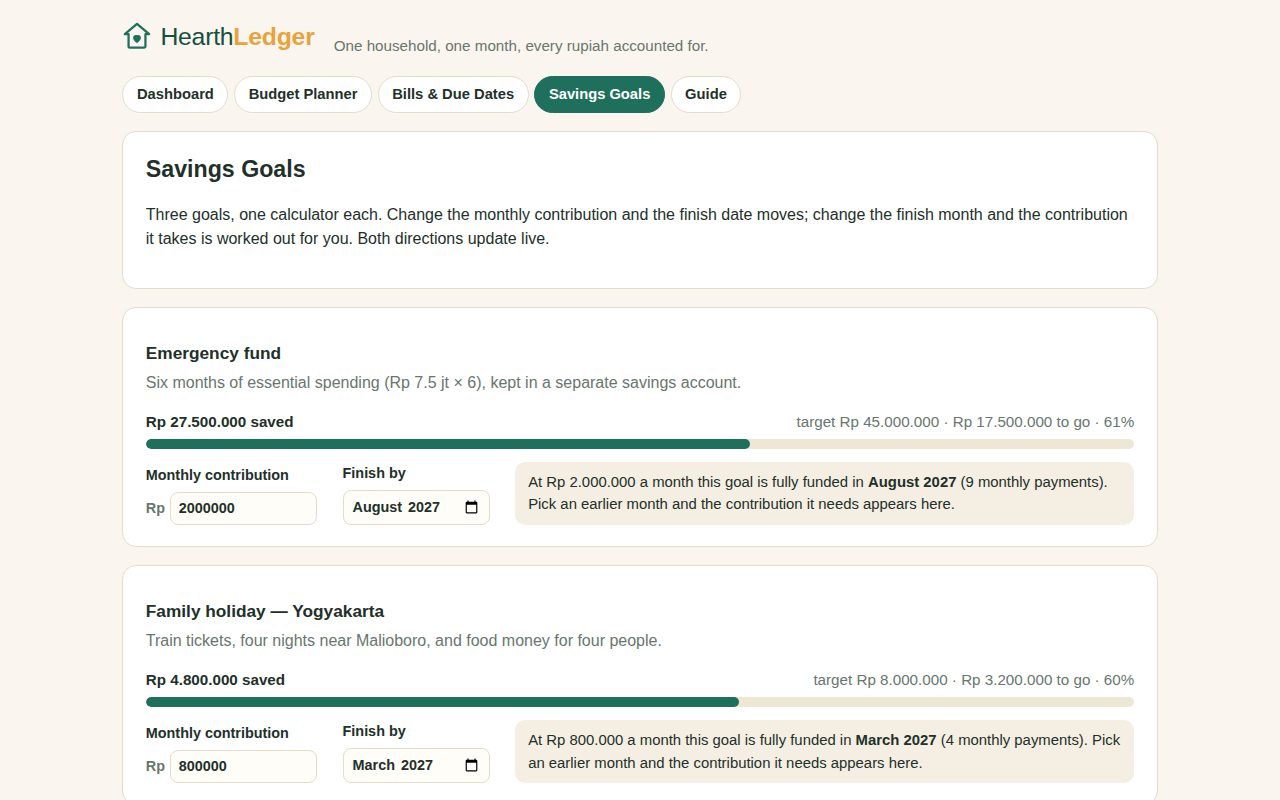 HearthLedger
One household, one month, every rupiah accounted for.
Dashboard
Budget Planner
Bills & Due Dates
Savings Goals
Guide
Savings Goals
Three goals, one calculator each. Change the monthly contribution and the finish date moves; change the finish month and the contribution
it takes is worked out for you. Both directions update live.
Emergency fund
Six months of essential spending (Rp 7.5 jt × 6), kept in a separate savings account.
Rp 27.500.000 saved
target Rp 45.000.000 · Rp 17.500.000 to go · 61%
Monthly contribution
Rp 2000000
Finish by
August 2027
At Rp 2.000.000 a month this goal is fully funded in August 2027 (9 monthly payments).
Pick an earlier month and the contribution it needs appears here.
Family holiday — Yogyakarta
Train tickets, four nights near Malioboro, and food money for four people.
Rp 4.800.000 saved
target Rp 8.000.000 · Rp 3.200.000 to go · 60%
Monthly contribution
Rp 800000
Finish by
March 2027
At Rp 800.000 a month this goal is fully funded in March 2027 (4 monthly payments). Pick
an earlier month and the contribution it needs appears here.